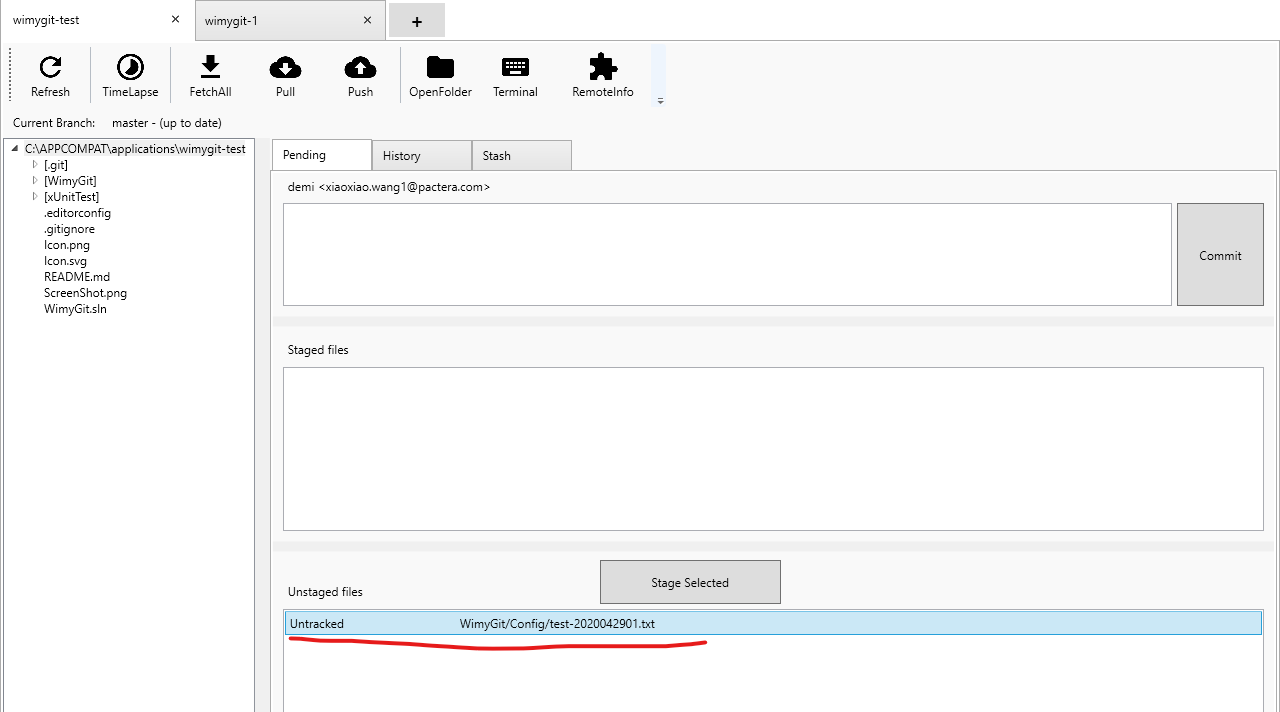 wimygit-test
wimygit-1
Refresh
TimeLapse
FetchAll
Pull
Push
OpenFolder
Terminal
RemoteInfo
Current Branch: master - (up to date)
C:\APPCOMPAT\applications\wimygit-test
[.git]
[WimyGit]
[xUnitTest]
.editorconfig
.gitignore
Icon.png
Icon.svg
README.md
ScreenShot.png
WimyGit.sln
Pending
History
Stash
demi <xiaoxiao.wang1@pactera.com>
Commit
Staged files
Unstaged files
Stage Selected
Untracked WimyGit/Config/test-2020042901.txt